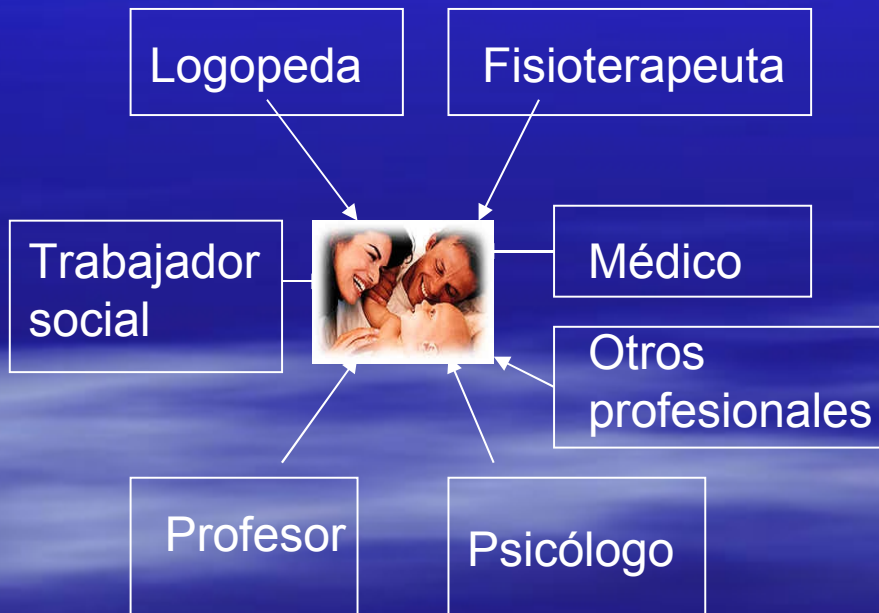 Logopeda
Fisioterapeuta
Trabajador
social
Médico
Otros
profesionales
Profesor
Psicólogo